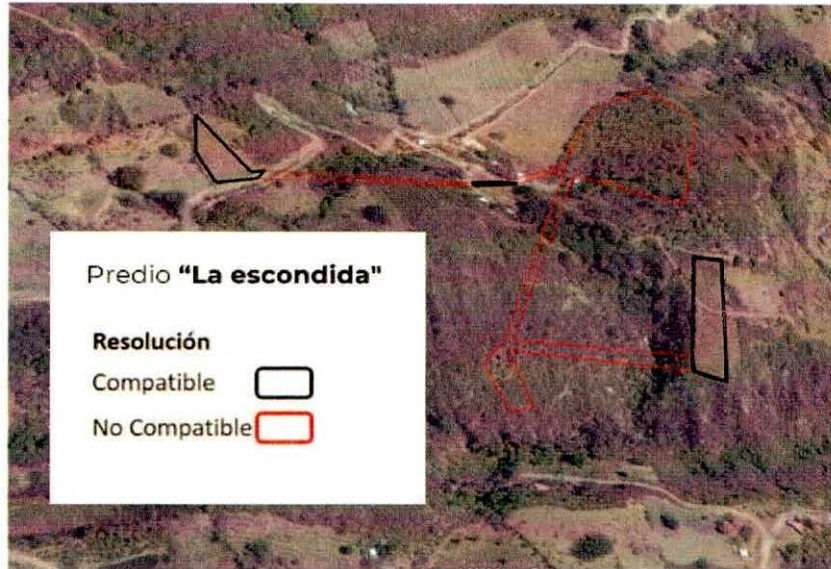 Predio “La escondida"
Resolución
Compatible
No Compatible